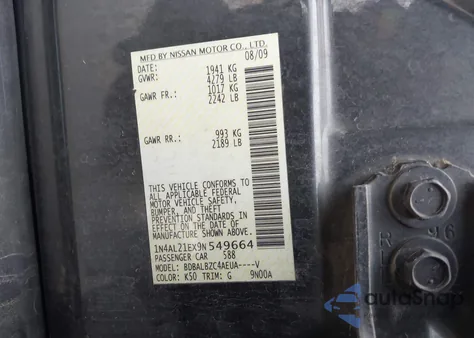 MFD BY NISSAN MOTOR CO., LTD.
DATE: 08/09
GVWR: 1941 KG
4279 LB
GAWR FR.: 1017 KG
2242 LB
GAWR RR.: 993 KG
2189 LB
THIS VEHICLE CONFORMS TO
ALL APPLICABLE FEDERAL
MOTOR VEHICLE SAFETY,
BUMPER, AND THEFT
PREVENTION STANDARDS IN
EFFECT ON THE DATE OF
MANUFACTURE SHOWN ABOVE.
1N4AL21EX9N 549664
PASSENGER CAR 588
MODEL: BDBALBZC4AEUA----V
COLOR: K50 TRIM: G 9N00A
R 96
autoSnap